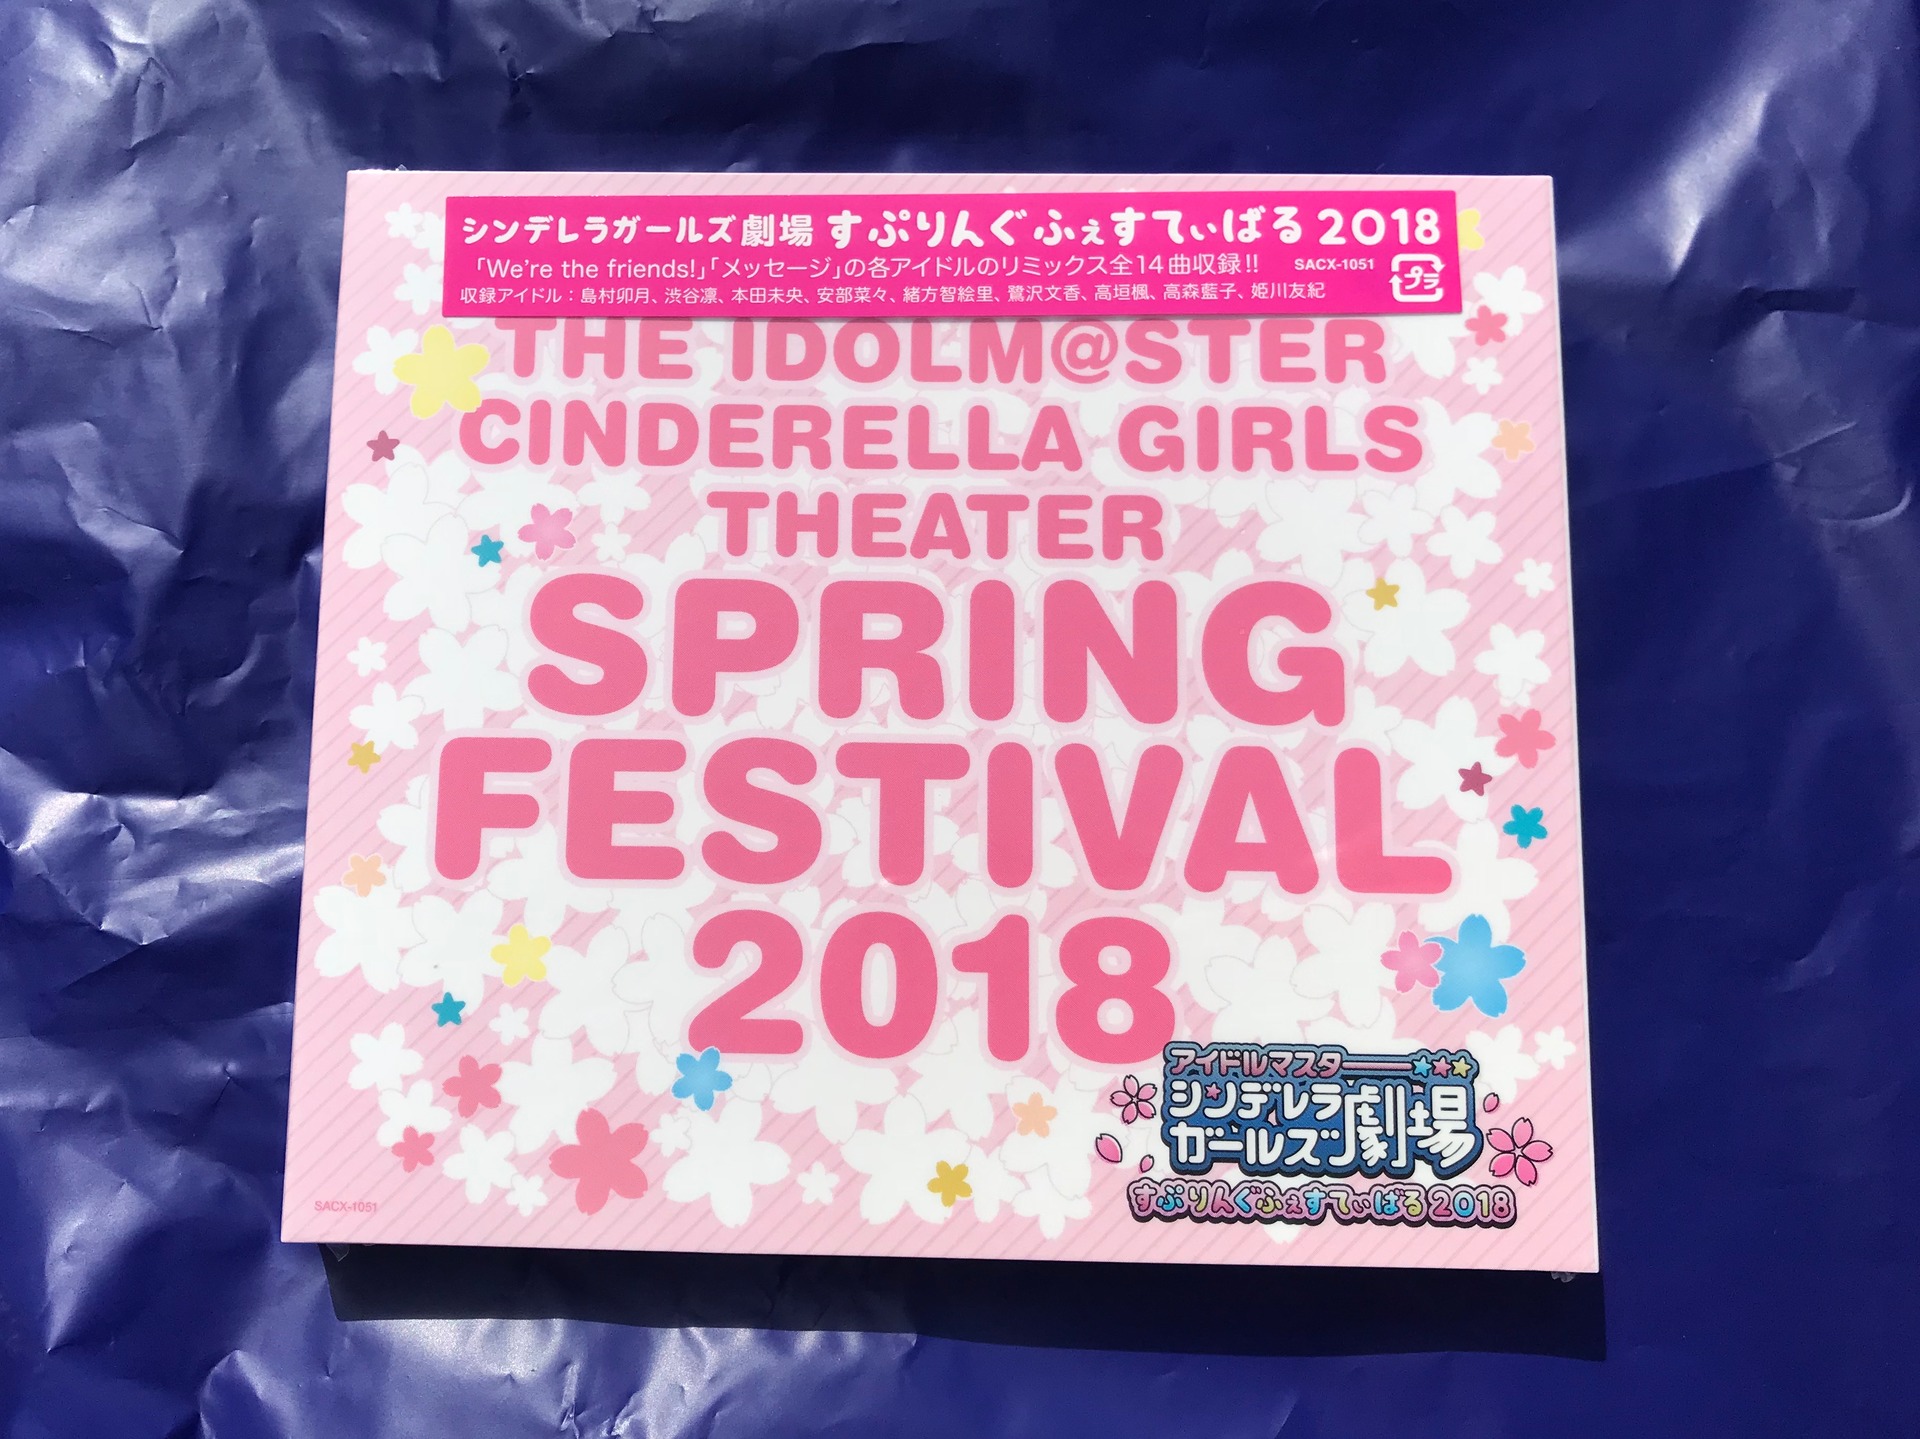 シンデレラガールズ劇場 すぷりんぐふぇすてぃばる 2018
「We're the friends!」「メッセージ」の各アイドルのリミックス全14曲収録!! SACX-1051 プラ
収録アイドル：島村卯月、渋谷凛、本田未央、安部菜々、緒方智絵里、鷺沢文香、高垣楓、高森藍子、姫川友紀
THE IDOLM@STER
CINDERELLA GIRLS
THEATER
SPRING
FESTIVAL
2018
アイドルマスター
シンデレラ
ガールズ劇場
すぷりんぐふぇすてぃばる2018
SACX-1051